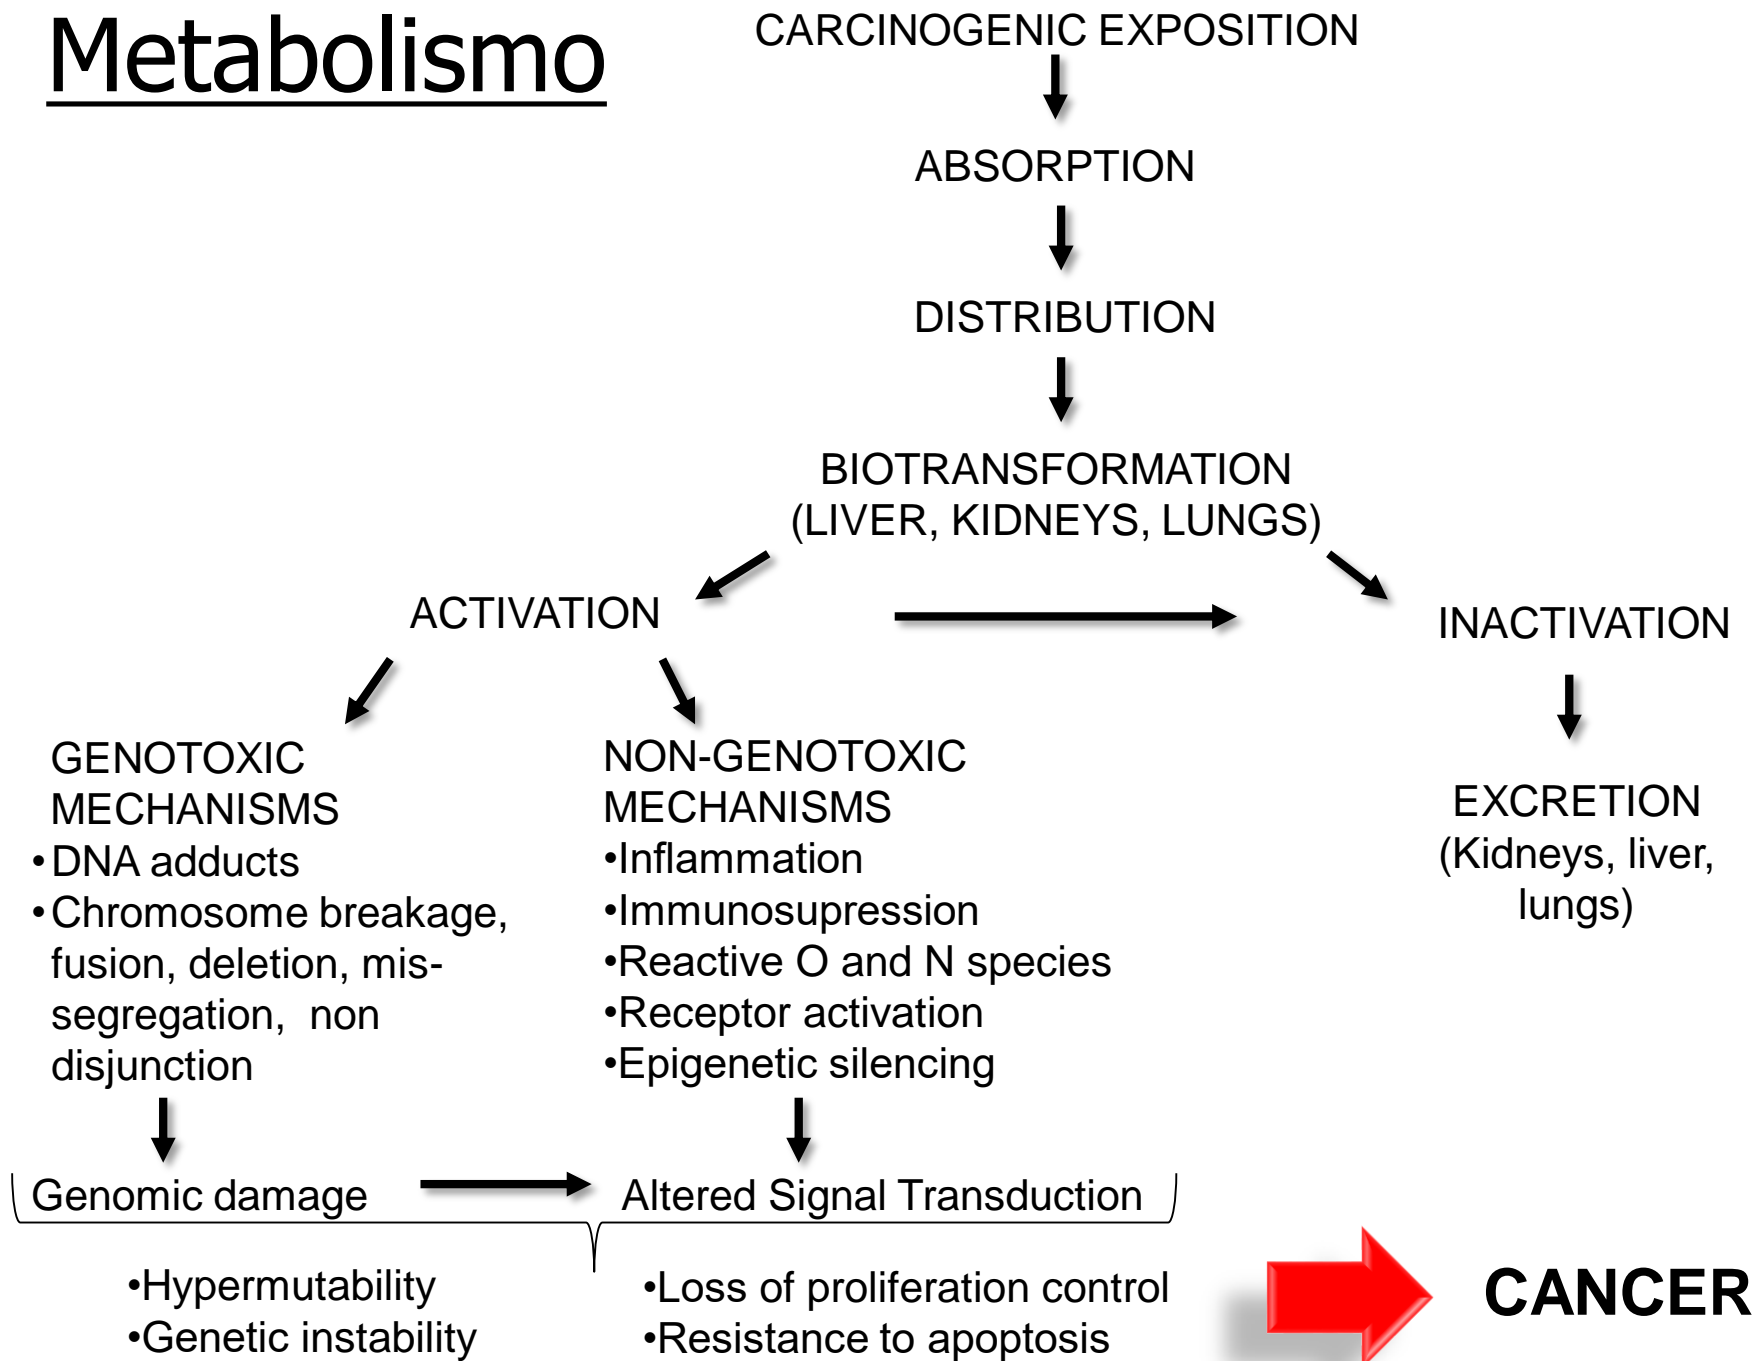 Metabolismo
CARCINOGENIC EXPOSITION
ABSORPTION
DISTRIBUTION
BIOTRANSFORMATION
(LIVER, KIDNEYS, LUNGS)
ACTIVATION
INACTIVATION
GENOTOXIC
MECHANISMS
•DNA adducts
•Chromosome breakage,
fusion, deletion, mis-
segregation, non
disjunction
NON-GENOTOXIC
MECHANISMS
•Inflammation
•Immunosupression
•Reactive O and N species
•Receptor activation
•Epigenetic silencing
EXCRETION
(Kidneys, liver,
lungs)
Genomic damage
Altered Signal Transduction
•Hypermutability
•Genetic instability
•Loss of proliferation control
•Resistance to apoptosis
CANCER